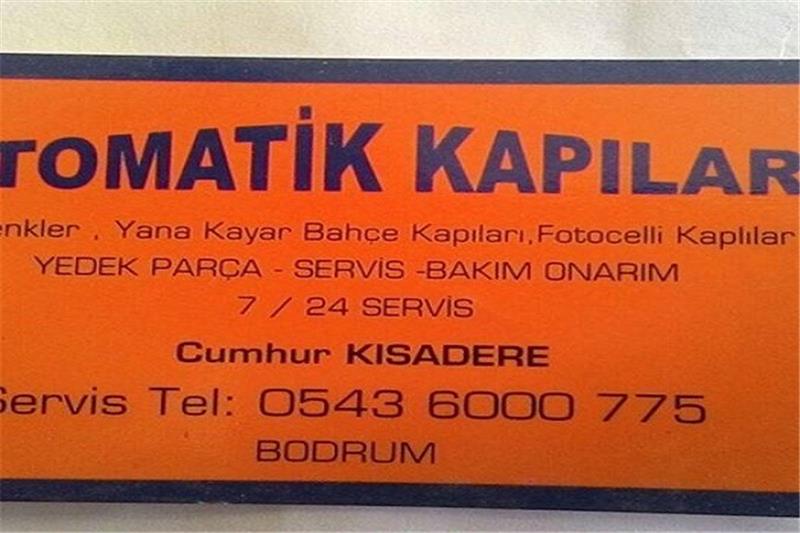 TOMATİK KAPILAR
enkler , Yana Kayar Bahçe Kapıları,Fotocelli Kaplılar
YEDEK PARÇA - SERVİS -BAKIM ONARIM
7 / 24 SERVİS
Cumhur KISADERE
Servis Tel: 0543 6000 775
BODRUM